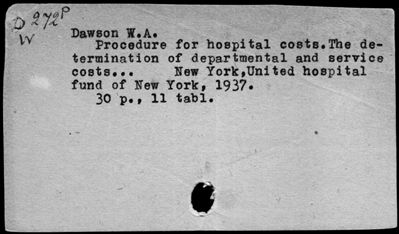 D 272P
W
Dawson W.A.
Procedure for hospital costs.The de-
termination of departmental and service
costs... New York,United hospital
fund of New York, 1937.
30 p., 11 tabl.